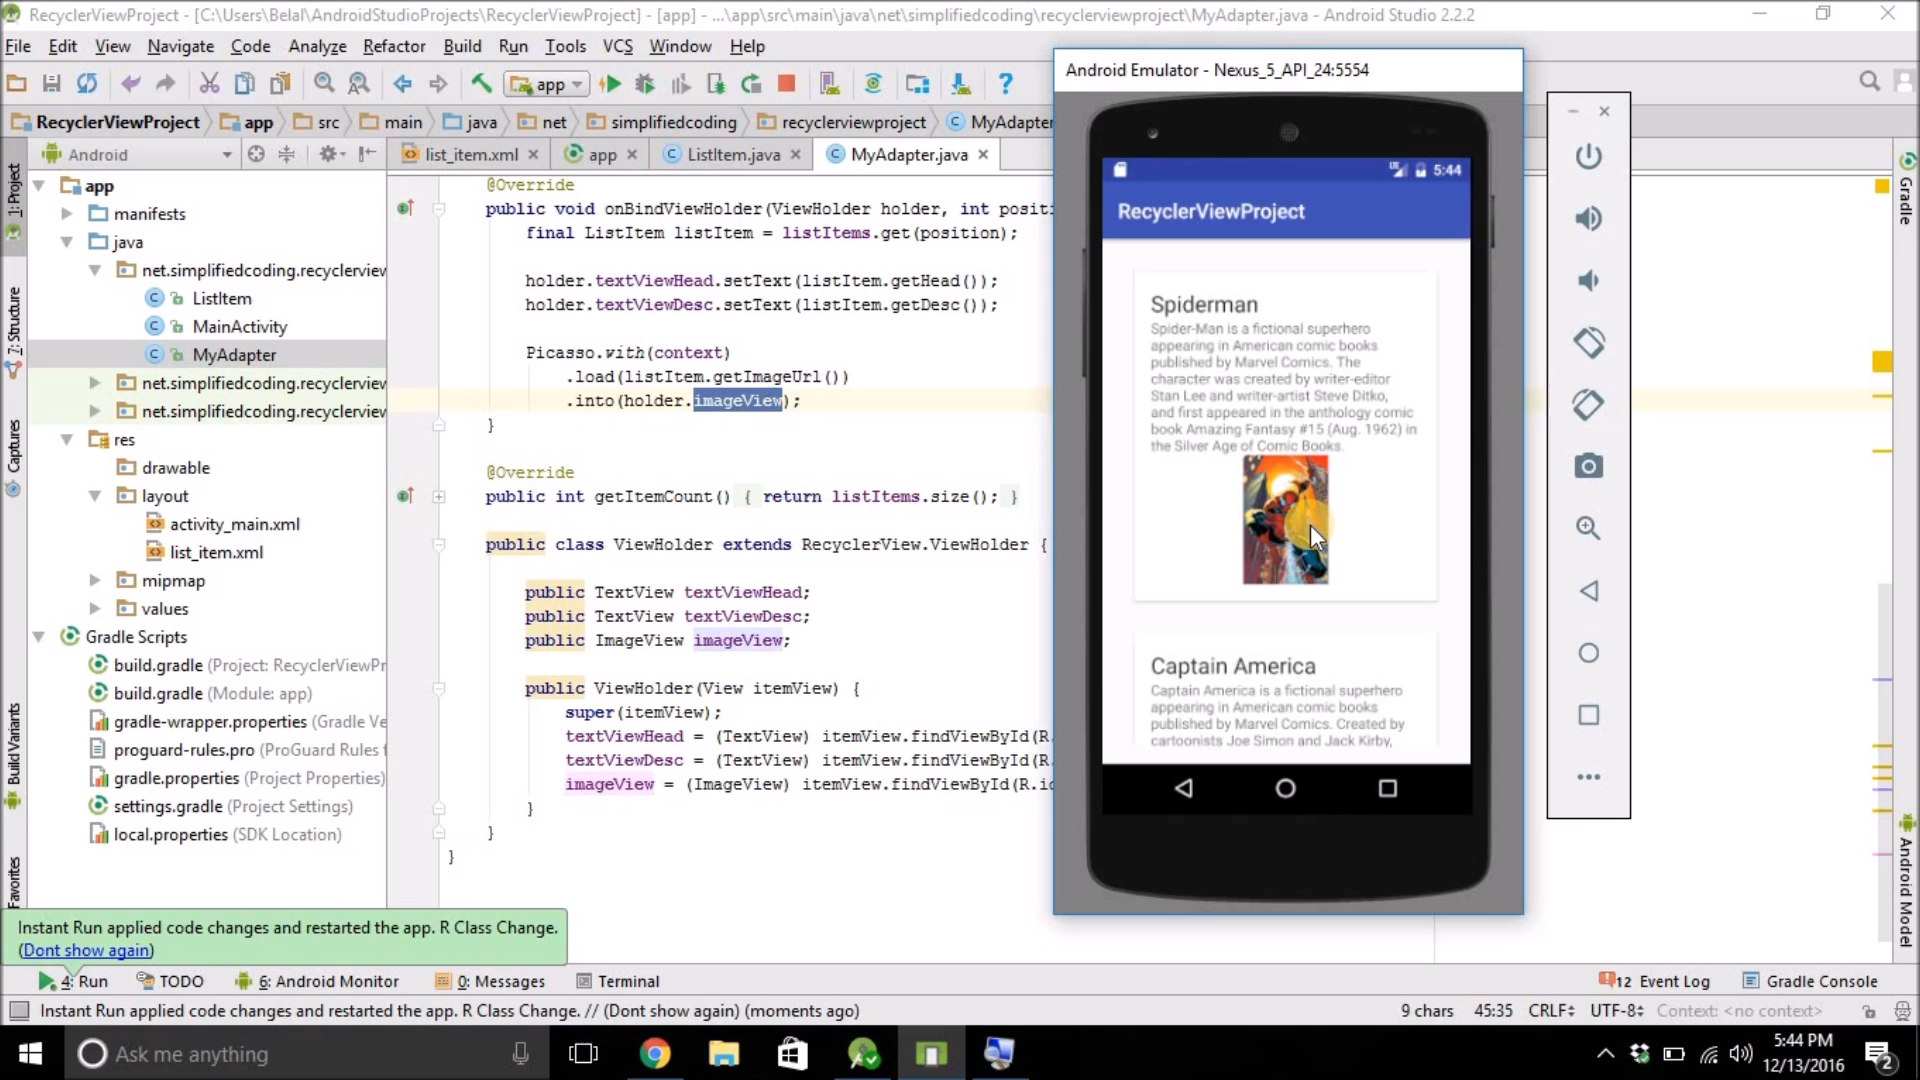 RecyclerViewProject - [C:\Users\Belal\AndroidStudioProjects\RecyclerViewProject] - [app] - ...\app\src\main\java\net\simplifiedcoding\recyclerviewproject\MyAdapter.java - Android Studio 2.2.2
File Edit View Navigate Code Analyze Refactor Build Run Tools VCS Window Help
app
RecyclerViewProject app src main java net simplifiedcoding recyclerviewproject MyAdapter
Android
list_item.xml app ListItem.java MyAdapter.java
1: Project
7: Structure
Captures
Build Variants
Favorites
app
manifests
java
net.simplifiedcoding.recyclerview
ListItem
MainActivity
MyAdapter
net.simplifiedcoding.recyclerview
net.simplifiedcoding.recyclerview
res
drawable
layout
activity_main.xml
list_item.xml
mipmap
values
Gradle Scripts
build.gradle (Project: RecyclerViewPr
build.gradle (Module: app)
gradle-wrapper.properties (Gradle Ve
proguard-rules.pro (ProGuard Rules f
gradle.properties (Project Properties)
settings.gradle (Project Settings)
local.properties (SDK Location)
@Override
public void onBindViewHolder(ViewHolder holder, int positi
final ListItem listItem = listItems.get(position);
holder.textViewHead.setText(listItem.getHead());
holder.textViewDesc.setText(listItem.getDesc());
Picasso.with(context)
.load(listItem.getImageUrl())
.into(holder.imageView);
}
@Override
public int getItemCount() { return listItems.size(); }
public class ViewHolder extends RecyclerView.ViewHolder {
public TextView textViewHead;
public TextView textViewDesc;
public ImageView imageView;
public ViewHolder(View itemView) {
super(itemView);
textViewHead = (TextView) itemView.findViewById(R.
textViewDesc = (TextView) itemView.findViewById(R.
imageView = (ImageView) itemView.findViewById(R.id
}
}
}
Android Emulator - Nexus_5_API_24:5554
5:44
RecyclerViewProject
Spiderman
Spider-Man is a fictional superhero
appearing in American comic books
published by Marvel Comics. The
character was created by writer-editor
Stan Lee and writer-artist Steve Ditko,
and first appeared in the anthology comic
book Amazing Fantasy #15 (Aug. 1962) in
the Silver Age of Comic Books.
Captain America
Captain America is a fictional superhero
appearing in American comic books
published by Marvel Comics. Created by
cartoonists Joe Simon and Jack Kirby,
Gradle
Android Model
Instant Run applied code changes and restarted the app. R Class Change.
(Dont show again)
4: Run TODO 6: Android Monitor 0: Messages Terminal 12 Event Log Gradle Console
Instant Run applied code changes and restarted the app. R Class Change. // (Dont show again) (moments ago) 9 chars 45:35 CRLF UTF-8 Context: <no context>
Ask me anything
5:44 PM
12/13/2016
2